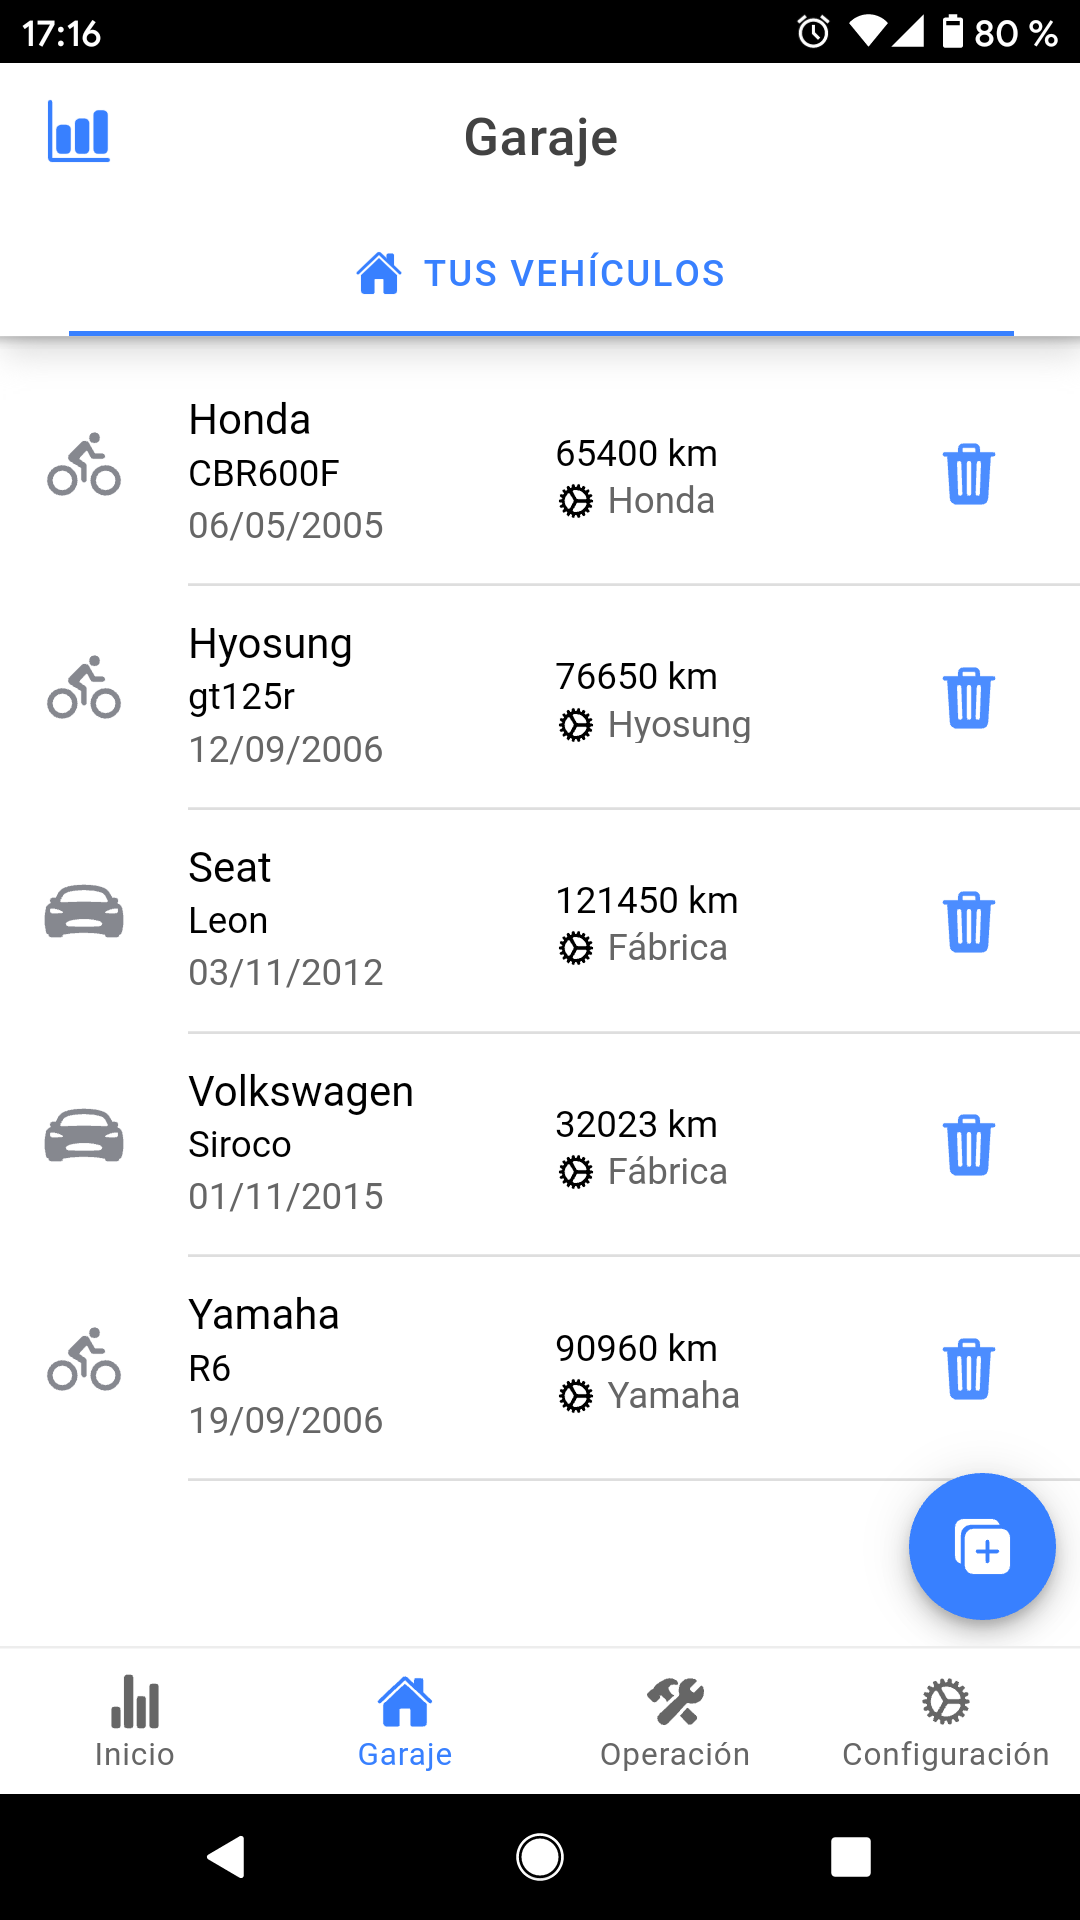 17:16
80 %
Garaje
TUS VEHÍCULOS
Honda
CBR600F
06/05/2005
65400 km
Honda
Hyosung
gt125r
12/09/2006
76650 km
Hyosung
Seat
Leon
03/11/2012
121450 km
Fábrica
Volkswagen
Siroco
01/11/2015
32023 km
Fábrica
Yamaha
R6
19/09/2006
90960 km
Yamaha
Inicio
Garaje
Operación
Configuración